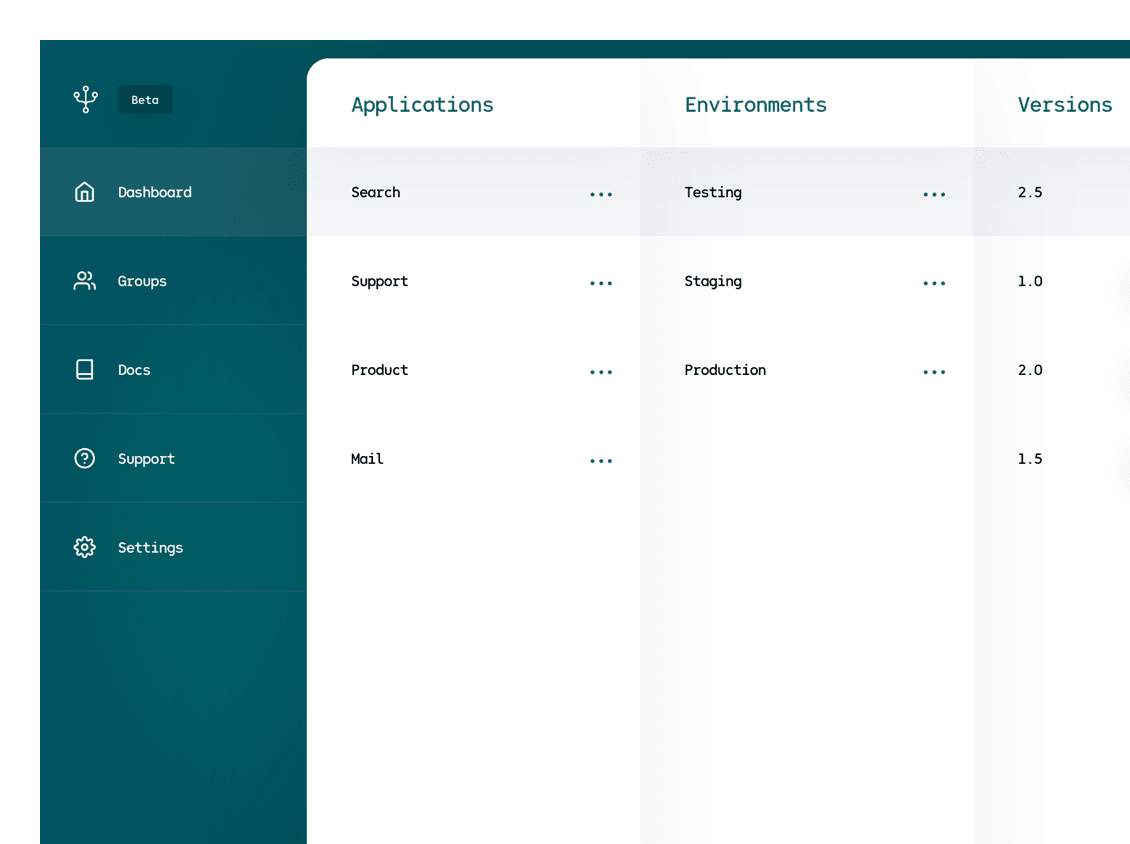 Beta
Applications
Environments
Versions
Dashboard
Search
Testing
2.5
Groups
Support
Staging
1.0
Docs
Product
Production
2.0
Support
Mail
1.5
Settings